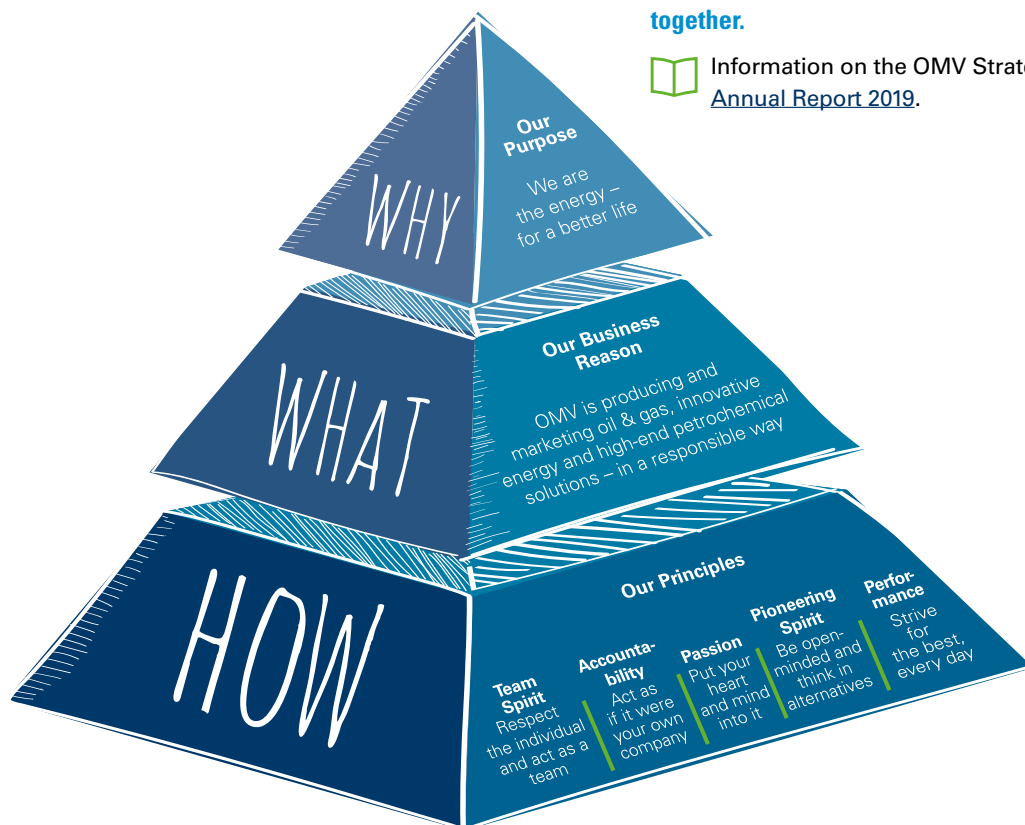 together.
Information on the OMV
Annual Report 2019.
WHY
Our
Purpose
We are
the energy –
for a better life
WHAT
Our Business
Reason
OMV is producing and
marketing oil & gas, innovative
energy and high-end petrochemical
solutions – in a responsible way
HOW
Our Principles
Team
Spirit
Respect
the individual
and act as a
team
Accounta-
bility
Act as
if it were
your own
company
Passion
Put your
heart
and mind
into it
Pioneering
Spirit
Be open-
minded and
think in
alternatives
Perfor-
mance
Strive
for
the best,
every day